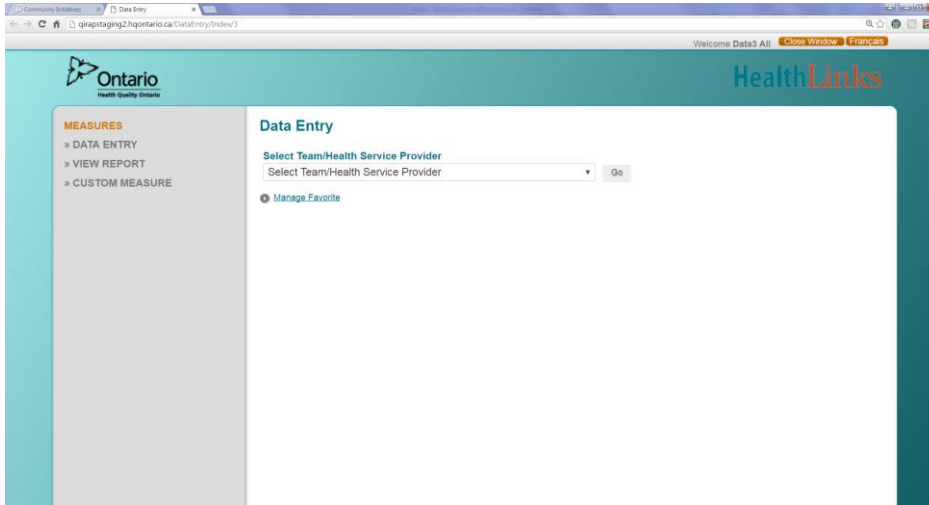 Community Initiatives
Data Entry
qirapstaging2.hqontario.ca/DataEntry/Index/3
Welcome Data3 All Close Window Français
Ontario
Health Quality Ontario
HealthLinks
MEASURES
» DATA ENTRY
» VIEW REPORT
» CUSTOM MEASURE
Data Entry
Select Team/Health Service Provider
Select Team/Health Service Provider Go
Manage Favorite